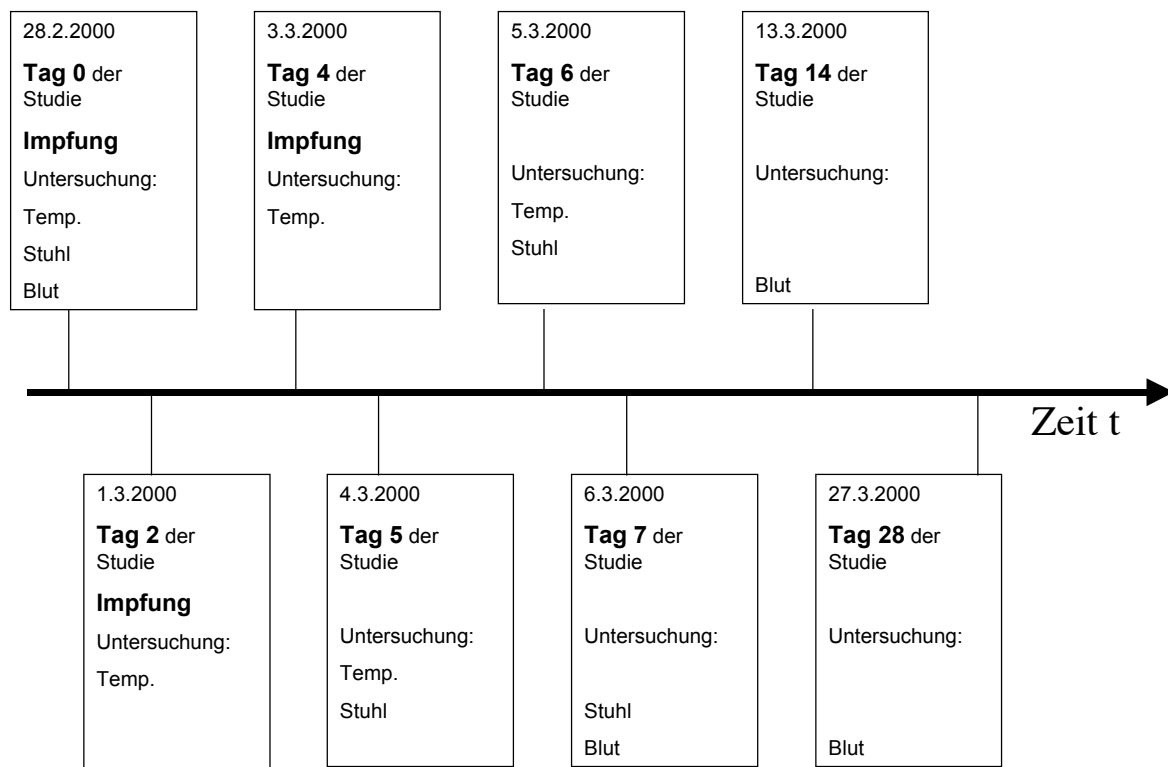 28.2.2000
Tag 0 der
Studie
Impfung
Untersuchung:
Temp.
Stuhl
Blut
3.3.2000
Tag 4 der
Studie
Impfung
Untersuchung:
Temp.
5.3.2000
Tag 6 der
Studie
Untersuchung:
Temp.
Stuhl
13.3.2000
Tag 14 der
Studie
Untersuchung:
Blut
Zeit t
1.3.2000
Tag 2 der
Studie
Impfung
Untersuchung:
Temp.
4.3.2000
Tag 5 der
Studie
Untersuchung:
Temp.
Stuhl
6.3.2000
Tag 7 der
Studie
Untersuchung:
Stuhl
Blut
27.3.2000
Tag 28 der
Studie
Untersuchung:
Blut